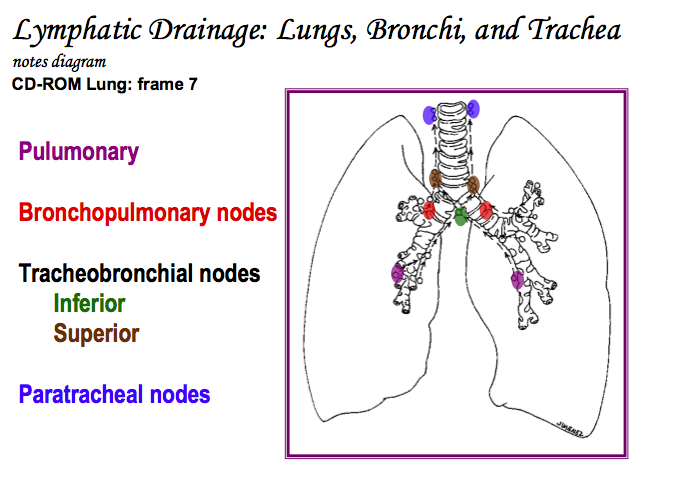 Lymphatic Drainage: Lungs, Bronchi, and Trachea
notes diagram
CD-ROM Lung: frame 7
Pulumonary
Bronchopulmonary nodes
Tracheobronchial nodes
Inferior
Superior
Paratracheal nodes
JIMENEZ